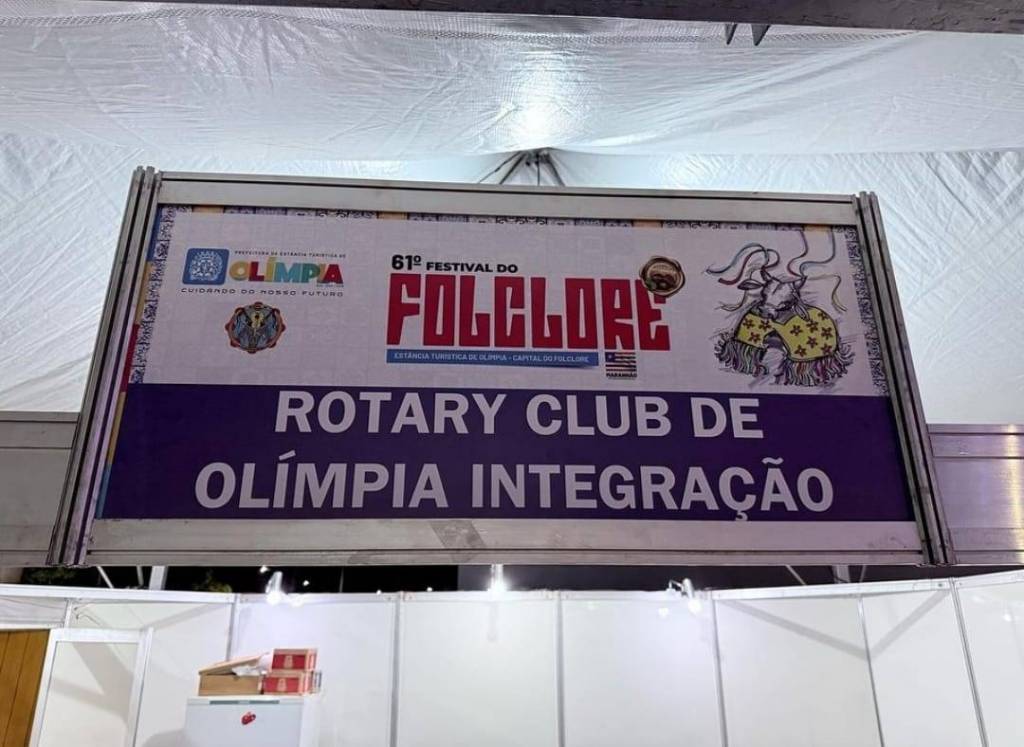 PREFEITURA DA ESTÂNCIA TURÍSTICA DE
OLÍMPIA
CUIDANDO DO NOSSO FUTURO
61º FESTIVAL DO
FOLCLORE
ESTÂNCIA TURÍSTICA DE OLÍMPIA - CAPITAL DO FOLCLORE
MARANHÃO
ROTARY CLUB DE
OLÍMPIA INTEGRAÇÃO